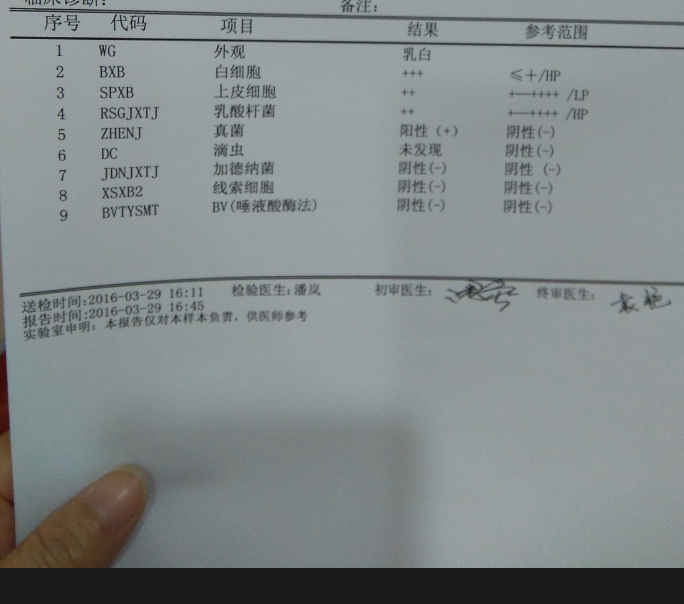 临床诊断: 备注:
序号 代码 项目 结果 参考范围
1 WG 外观 乳白
2 BXB 白细胞 +++ ≤+/HP
3 SPXB 上皮细胞 ++ +—++++ /LP
4 RSGJXTJ 乳酸杆菌 ++ +—++++ /HP
5 ZHENJ 真菌 阳性(+) 阴性(-)
6 DC 滴虫 未发现 阴性(-)
7 JDNJXTJ 加德纳菌 阴性(-) 阴性 (-)
8 XSXB2 线索细胞 阴性(-) 阴性(-)
9 BVTYSMT BV(唾液酸酶法) 阴性(-) 阴性(-)
送检时间:2016-03-29 16:11 检验医生:潘岚 初审医生: 终审医生:
报告时间:2016-03-29 16:45
实验室申明: 本报告仅对本样本负责, 供医师参考